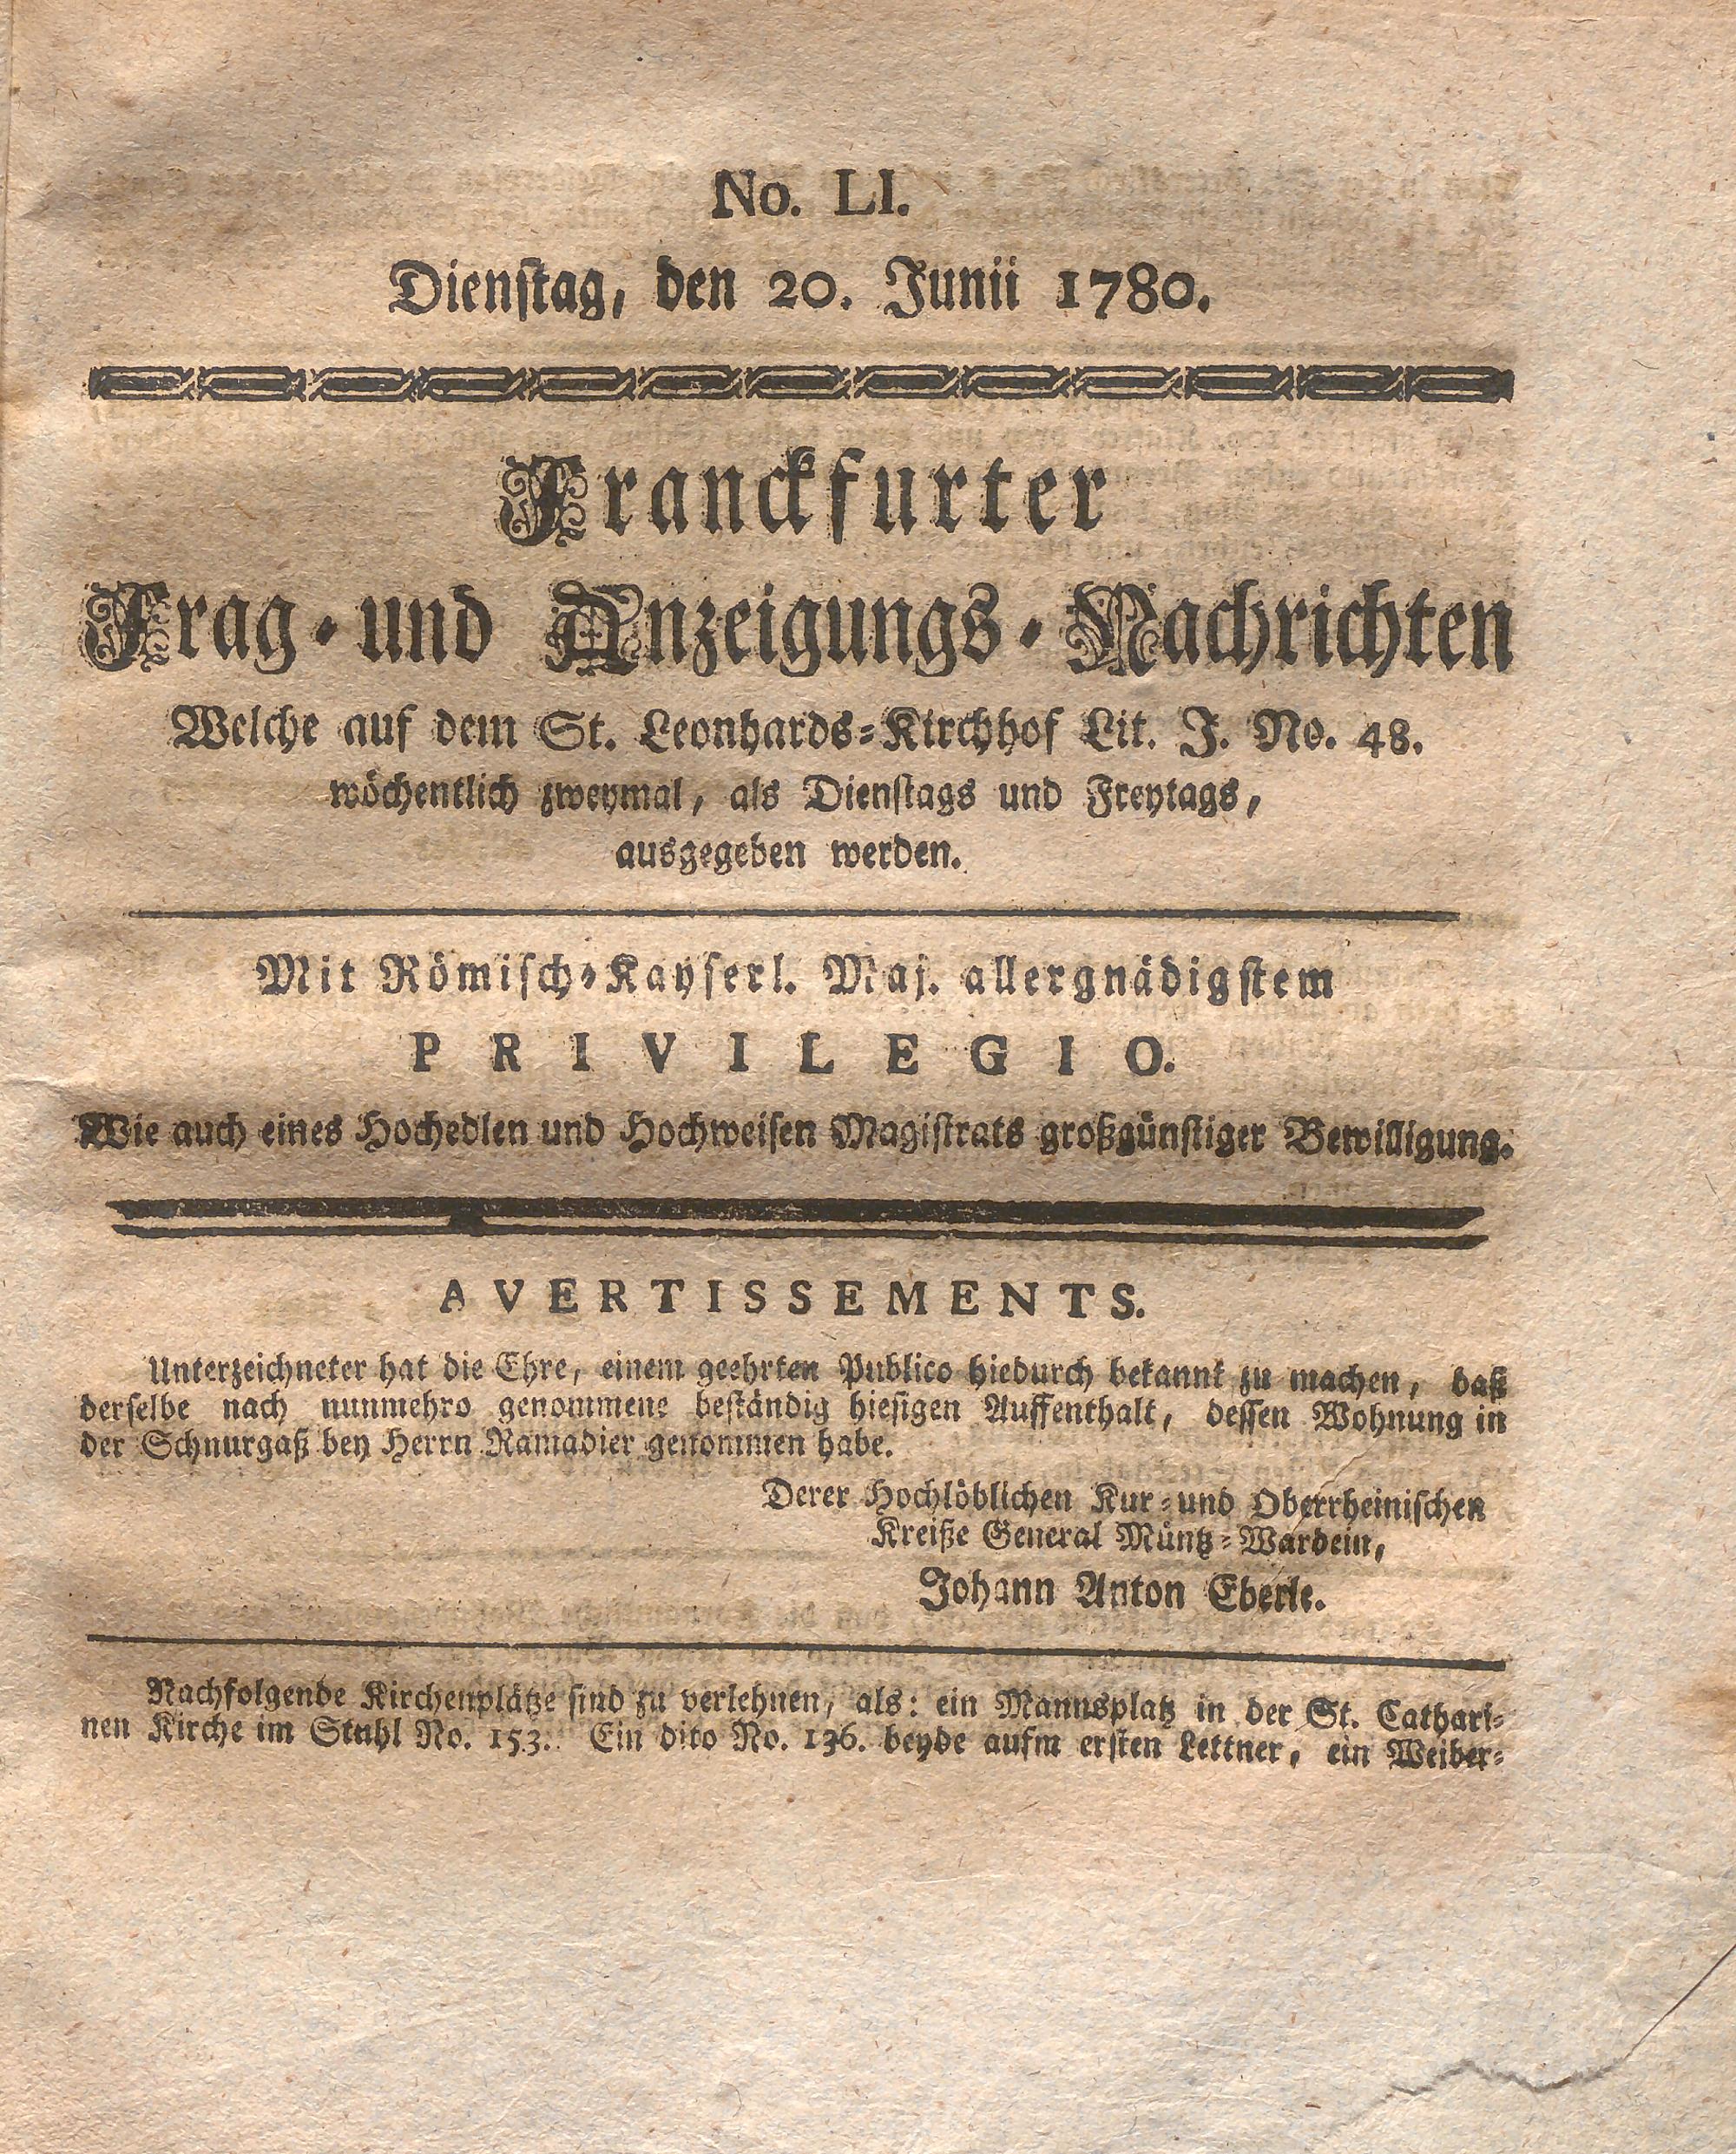 No. LI.
Dienstag, den 20. Junii 1780.
Franckfurter
Frag-und Anzeigungs-Nachrichten
Welche auf dem St. Leonhards-Kirchhof Lit. J. No. 48.
wöchentlich zweymal, als Dienstags und Freytags,
ausgegeben werden.
Mit Römisch-Kayserl. Maj. allergnädigstem
PRIVILEGIO.
Wie auch eines Hochedlen und Hochweisen Magistrats großgünstiger Bewilligung.
AVERTISSEMENTS.
Unterzeichneter hat die Ehre, einem geehrten Publico hiedurch bekannt zu machen, daß
derselbe nach nunmehro genommene beständig hiesigen Auffenthalt, dessen Wohnung in
der Schnurgaß bey Herrn Ramadier genommen habe.
Derer Hochlöblichen Kur-und Oberrheinischen
Kreiße General Müntz-Wardein,
Johann Anton Eberle.
Nachfolgende Kirchenplätze sind zu verlehnen, als: ein Mannsplatz in der St. Cathari-
nen Kirche im Stuhl No. 153. Ein dito No. 136. beyde aufm ersten Lettner, ein Weiber-